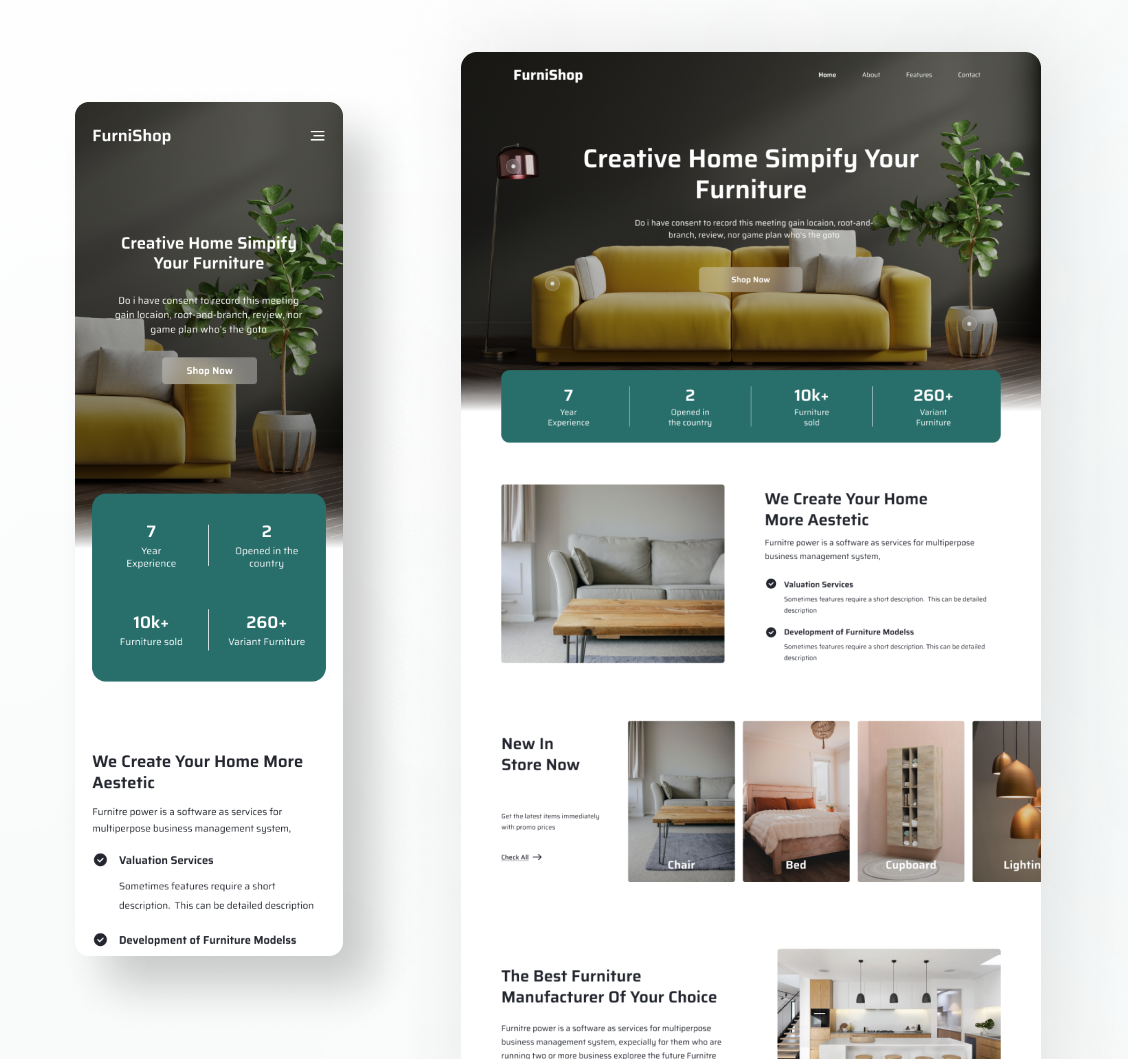 FurniShop
Creative Home Simpify
Your Furniture
Do i have consent to record this meeting
gain locaion, root-and-branch, review, nor
game plan who's the goto
Shop Now
7
Year
Experience
2
Opened in the
country
10k+
Furniture sold
260+
Variant Furniture
We Create Your Home More
Aestetic
Furnitre power is a software as services for
multiperpose business management system,
Valuation Services
Sometimes features require a short
description. This can be detailed description
Development of Furniture Modelss
FurniShop
Home
About
Features
Contact
Creative Home Simpify Your
Furniture
Do i have consent to record this meeting gain locaion, root-and-
branch, review, nor game plan who's the goto
Shop Now
7
Year
Experience
2
Opened in
the country
10k+
Furniture
sold
260+
Variant
Furniture
We Create Your Home
More Aestetic
Furnitre power is a software as services for multiperpose
business management system,
Valuation Services
Sometimes features require a short description. This can be detailed
description
Development of Furniture Modelss
Sometimes features require a short description. This can be detailed
description
New In
Store Now
Get the latest items immediately
with promo prices
Check All
Chair
Bed
Cupboard
Lightin
The Best Furniture
Manufacturer Of Your Choice
Furnitre power is a software as services for multiperpose
business management system, expecially for them who are
running two or more business exploree the future Furnitre